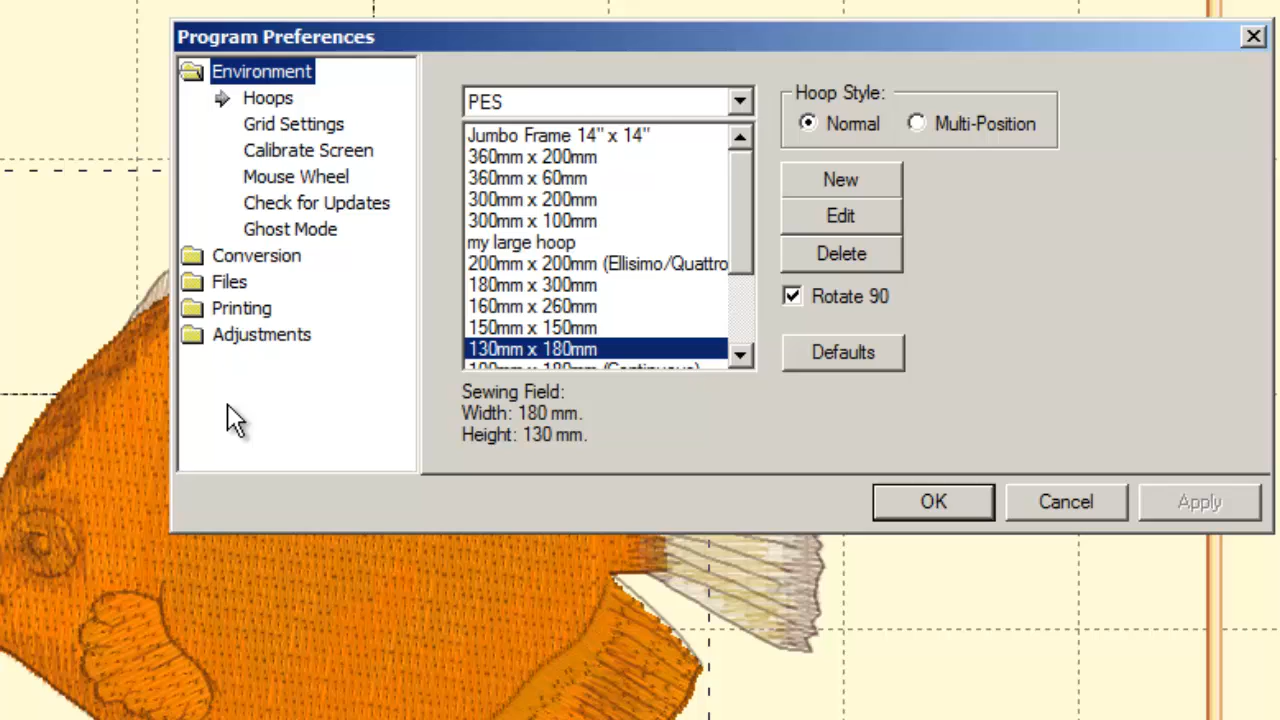 Program Preferences
Environment
Hoops
Grid Settings
Calibrate Screen
Mouse Wheel
Check for Updates
Ghost Mode
Conversion
Files
Printing
Adjustments
PES
Jumbo Frame 14" x 14"
360mm x 200mm
360mm x 60mm
300mm x 200mm
300mm x 100mm
my large hoop
200mm x 200mm (Ellisimo/Quattro
180mm x 300mm
160mm x 260mm
150mm x 150mm
130mm x 180mm
100mm x 180mm (Continuous)
Sewing Field:
Width: 180 mm.
Height: 130 mm.
Hoop Style:
Normal Multi-Position
New
Edit
Delete
Rotate 90
Defaults
OK Cancel Apply